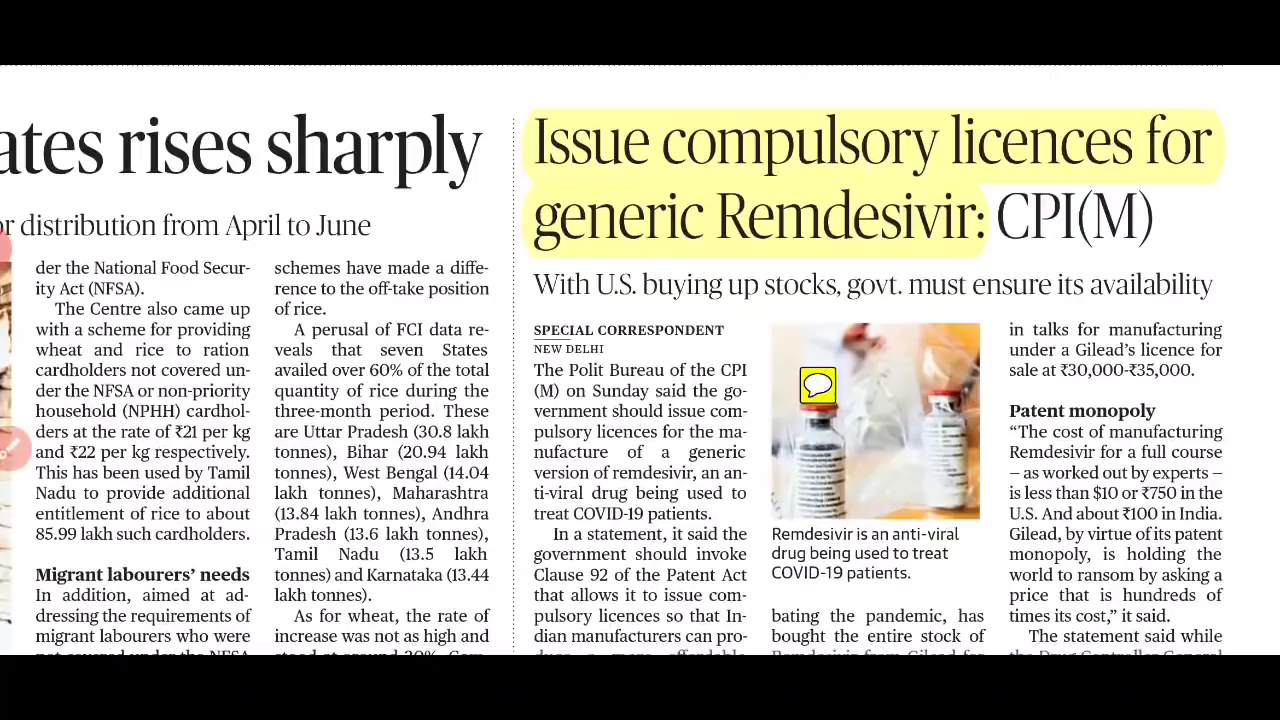 ates rises sharply
or distribution from April to June
der the National Food Secur-
ity Act (NFSA).
The Centre also came up
with a scheme for providing
wheat and rice to ration
cardholders not covered un-
der the NFSA or non-priority
household (NPHH) cardhol-
ders at the rate of ₹21 per kg
and ₹22 per kg respectively.
This has been used by Tamil
Nadu to provide additional
entitlement of rice to about
85.99 lakh such cardholders.
Migrant labourers’ needs
In addition, aimed at ad-
dressing the requirements of
migrant labourers who were
not covered under the NFSA
schemes have made a diffe-
rence to the off-take position
of rice.
A perusal of FCI data re-
veals that seven States
availed over 60% of the total
quantity of rice during the
three-month period. These
are Uttar Pradesh (30.8 lakh
tonnes), Bihar (20.94 lakh
tonnes), West Bengal (14.04
lakh tonnes), Maharashtra
(13.84 lakh tonnes), Andhra
Pradesh (13.6 lakh tonnes),
Tamil Nadu (13.5 lakh
tonnes) and Karnataka (13.44
lakh tonnes).
As for wheat, the rate of
increase was not as high and
Issue compulsory licences for
generic Remdesivir: CPI(M)
With U.S. buying up stocks, govt. must ensure its availability
SPECIAL CORRESPONDENT
NEW DELHI
The Polit Bureau of the CPI
(M) on Sunday said the go-
vernment should issue com-
pulsory licences for the ma-
nufacture of a generic
version of remdesivir, an an-
ti-viral drug being used to
treat COVID-19 patients.
In a statement, it said the
government should invoke
Clause 92 of the Patent Act
that allows it to issue com-
pulsory licences so that In-
dian manufacturers can pro-
Remdesivir is an anti-viral
drug being used to treat
COVID-19 patients.
bating the pandemic, has
bought the entire stock of
Remdesivir from Gilead for
in talks for manufacturing
under a Gilead’s licence for
sale at ₹30,000-₹35,000.
Patent monopoly
“The cost of manufacturing
Remdesivir for a full course
– as worked out by experts –
is less than $10 or ₹750 in the
U.S. And about ₹100 in India.
Gilead, by virtue of its patent
monopoly, is holding the
world to ransom by asking a
price that is hundreds of
times its cost,” it said.
The statement said while
the Drug Controller General